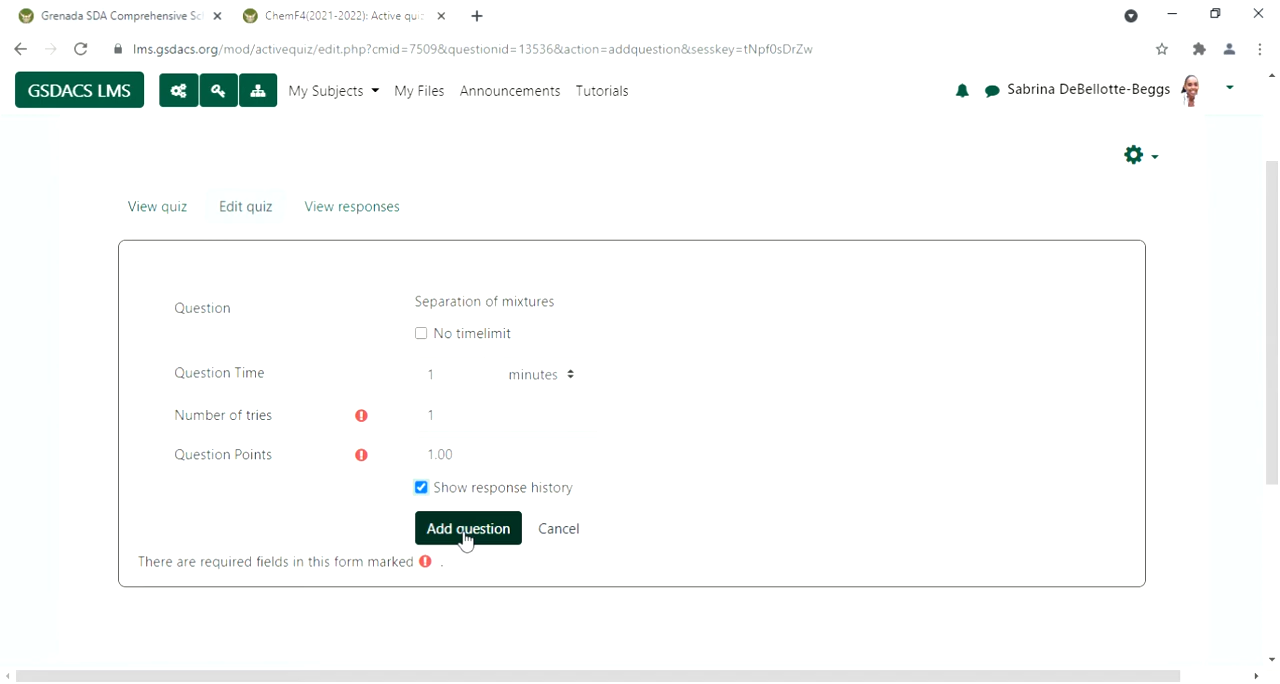 Grenada SDA Comprehensive Sc
ChemF4(2021-2022): Active qui
lms.gsdacs.org/mod/activequiz/edit.php?cmid=7509&questionid=13536&action=addquestion&sesskey=tNpf0sDrZw
GSDACS LMS My Subjects My Files Announcements Tutorials Sabrina DeBellotte-Beggs
View quiz Edit quiz View responses
Question Separation of mixtures
No timelimit
Question Time 1 minutes
Number of tries 1
Question Points 1.00
Show response history
Add question Cancel
There are required fields in this form marked .